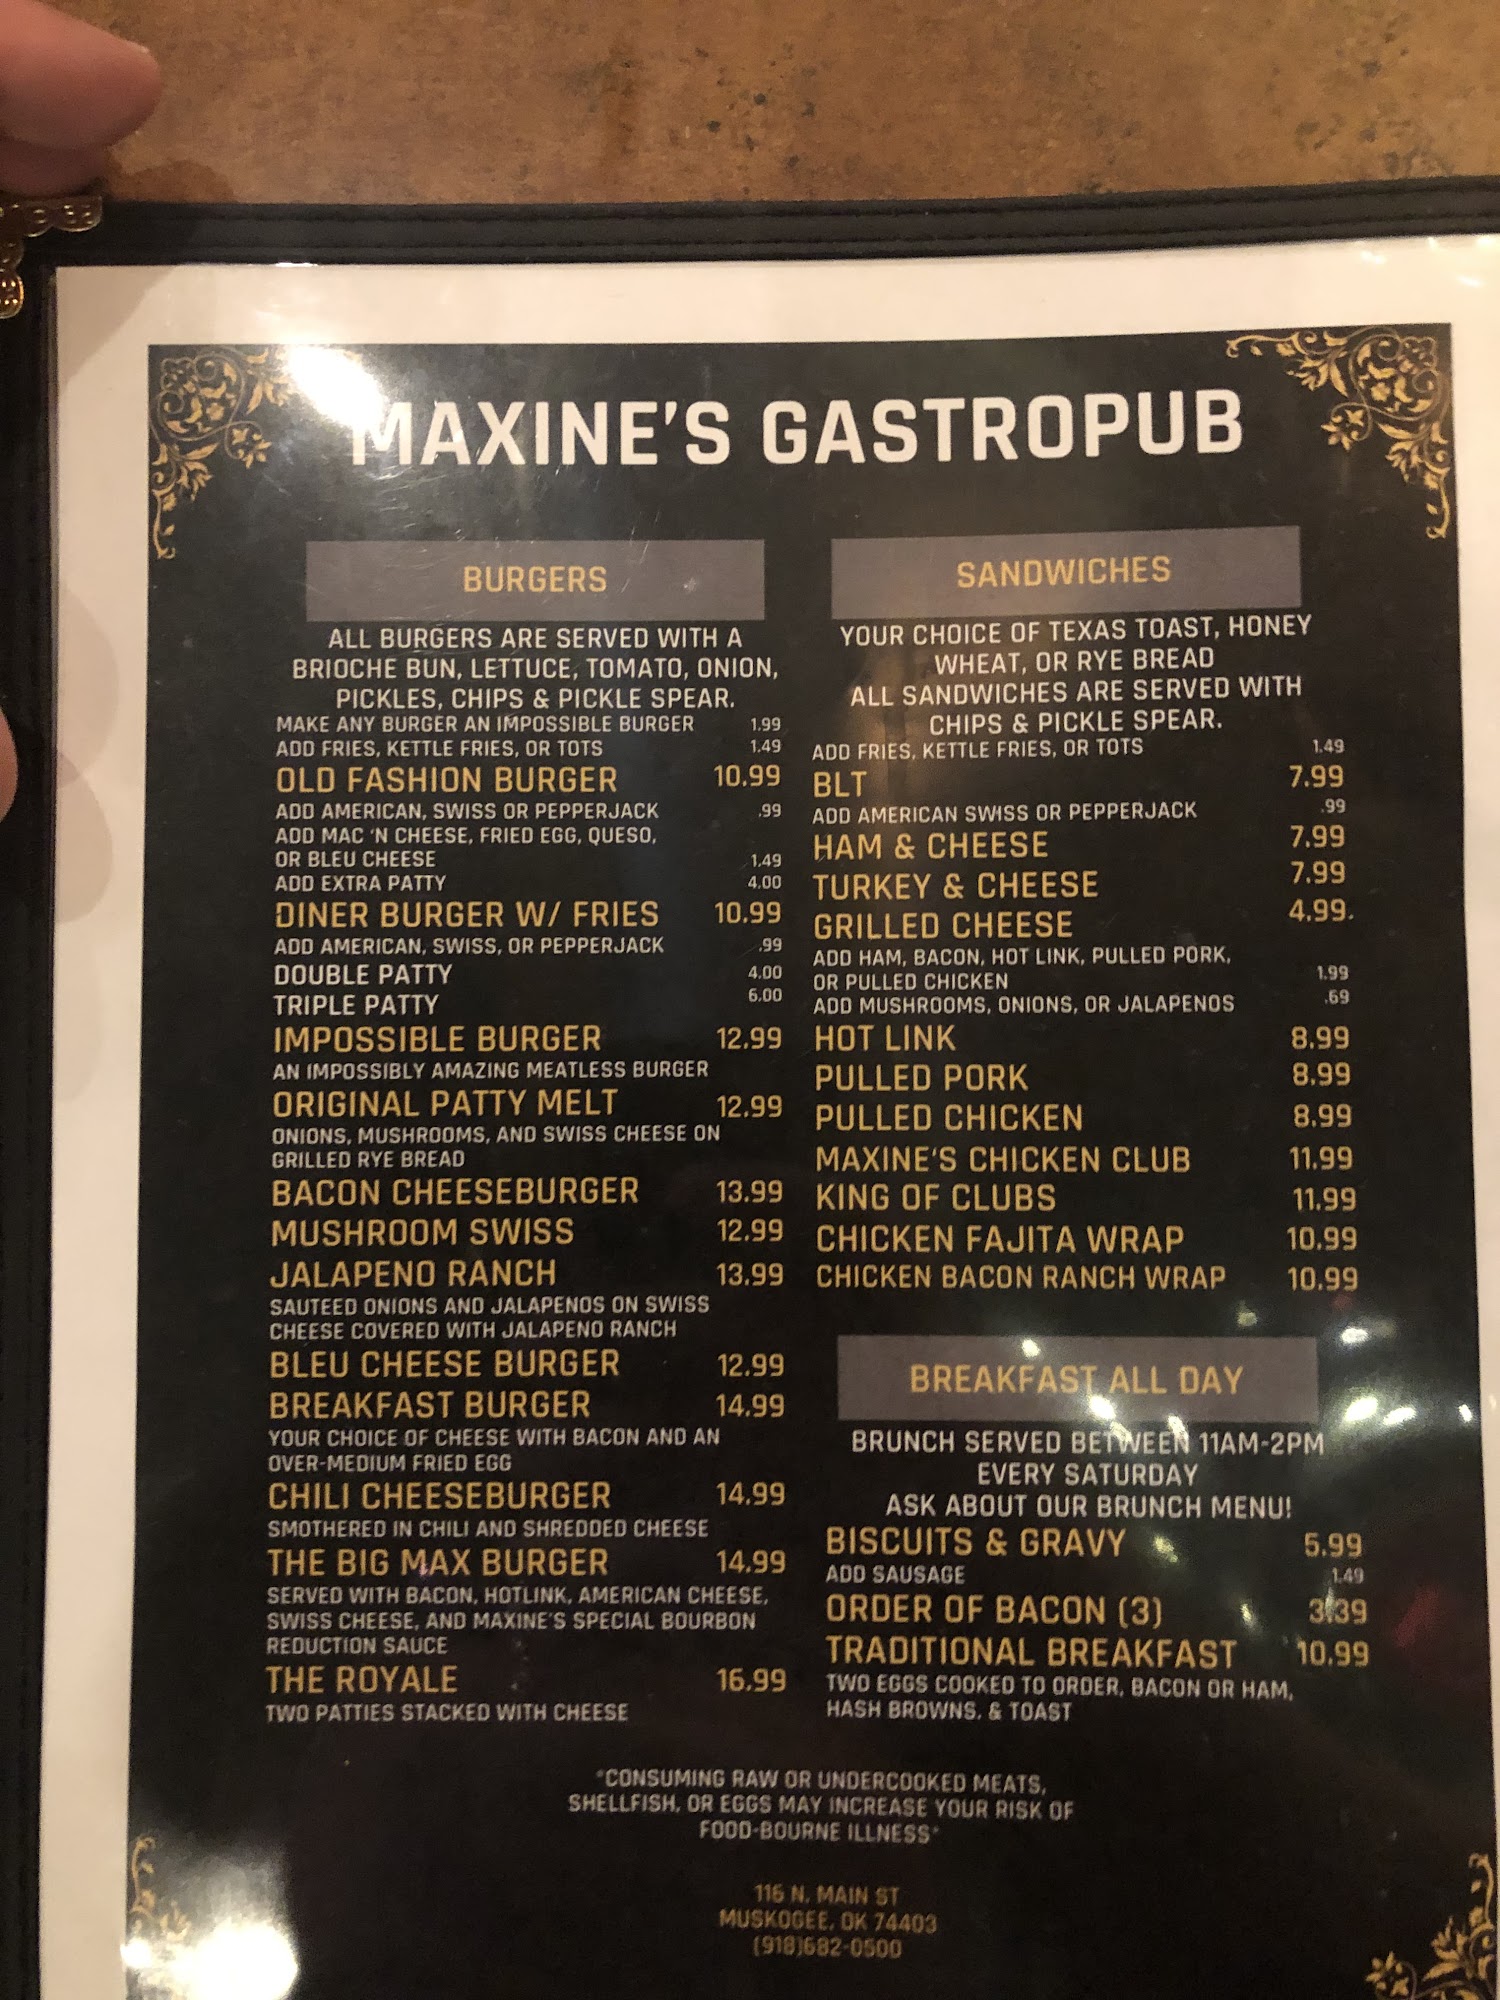 MAXINE'S GASTROPUB
BURGERS
ALL BURGERS ARE SERVED WITH A
BRIOCHE BUN, LETTUCE, TOMATO, ONION,
PICKLES, CHIPS & PICKLE SPEAR.
MAKE ANY BURGER AN IMPOSSIBLE BURGER 1.99
ADD FRIES, KETTLE FRIES, OR TOTS 1.49
OLD FASHION BURGER 10.99
ADD AMERICAN, SWISS OR PEPPERJACK .99
ADD MAC 'N CHEESE, FRIED EGG, QUESO,
OR BLEU CHEESE 1.49
ADD EXTRA PATTY 4.00
DINER BURGER W/ FRIES 10.99
ADD AMERICAN, SWISS, OR PEPPERJACK .99
DOUBLE PATTY 4.00
TRIPLE PATTY 6.00
IMPOSSIBLE BURGER 12.99
AN IMPOSSIBLY AMAZING MEATLESS BURGER
ORIGINAL PATTY MELT 12.99
ONIONS, MUSHROOMS, AND SWISS CHEESE ON
GRILLED RYE BREAD
BACON CHEESEBURGER 13.99
MUSHROOM SWISS 12.99
JALAPENO RANCH 13.99
SAUTEED ONIONS AND JALAPENOS ON SWISS
CHEESE COVERED WITH JALAPENO RANCH
BLEU CHEESE BURGER 12.99
BREAKFAST BURGER 14.99
YOUR CHOICE OF CHEESE WITH BACON AND AN
OVER-MEDIUM FRIED EGG
CHILI CHEESEBURGER 14.99
SMOTHERED IN CHILI AND SHREDDED CHEESE
THE BIG MAX BURGER 14.99
SERVED WITH BACON, HOTLINK, AMERICAN CHEESE,
SWISS CHEESE, AND MAXINE'S SPECIAL BOURBON
REDUCTION SAUCE
THE ROYALE 16.99
TWO PATTIES STACKED WITH CHEESE
SANDWICHES
YOUR CHOICE OF TEXAS TOAST, HONEY
WHEAT, OR RYE BREAD
ALL SANDWICHES ARE SERVED WITH
CHIPS & PICKLE SPEAR.
ADD FRIES, KETTLE FRIES, OR TOTS 1.49
BLT 7.99
ADD AMERICAN SWISS OR PEPPERJACK .99
HAM & CHEESE 7.99
TURKEY & CHEESE 7.99
GRILLED CHEESE 4.99.
ADD HAM, BACON, HOT LINK, PULLED PORK,
OR PULLED CHICKEN 1.99
ADD MUSHROOMS, ONIONS, OR JALAPENOS .69
HOT LINK 8.99
PULLED PORK 8.99
PULLED CHICKEN 8.99
MAXINE'S CHICKEN CLUB 11.99
KING OF CLUBS 11.99
CHICKEN FAJITA WRAP 10.99
CHICKEN BACON RANCH WRAP 10.99
BREAKFAST ALL DAY
BRUNCH SERVED BETWEEN 11AM-2PM
EVERY SATURDAY
ASK ABOUT OUR BRUNCH MENU!
BISCUITS & GRAVY 5.99
ADD SAUSAGE 1.49
ORDER OF BACON (3) 3.39
TRADITIONAL BREAKFAST 10.99
TWO EGGS COOKED TO ORDER, BACON OR HAM,
HASH BROWNS, & TOAST
*CONSUMING RAW OR UNDERCOOKED MEATS,
SHELLFISH, OR EGGS MAY INCREASE YOUR RISK OF
FOOD-BOURNE ILLNESS*
116 N. MAIN ST
MUSKOGEE, OK 74403
(918)682-0500